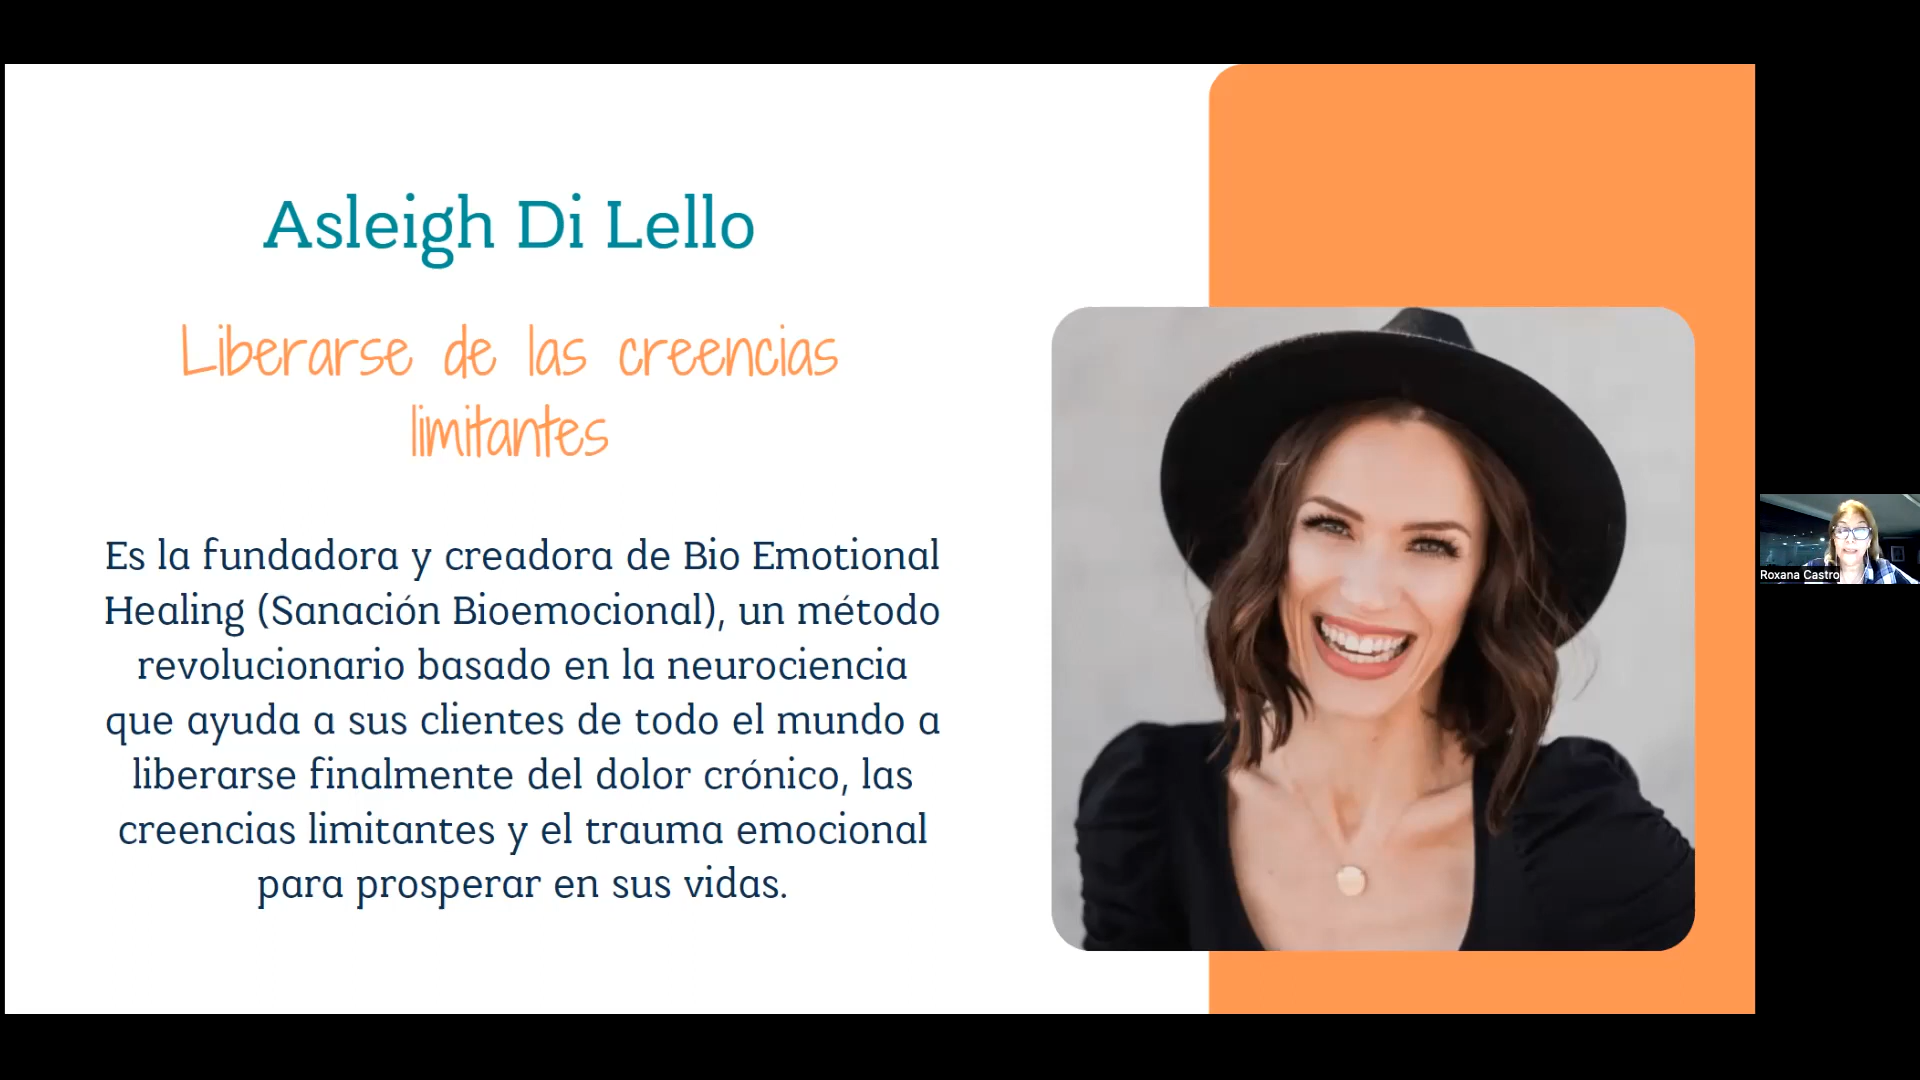 Asleigh Di Lello
Liberarse de las creencias
limitantes
Es la fundadora y creadora de Bio Emotional
Healing (Sanación Bioemocional), un método
revolucionario basado en la neurociencia
que ayuda a sus clientes de todo el mundo a
liberarse finalmente del dolor crónico, las
creencias limitantes y el trauma emocional
para prosperar en sus vidas.
Roxana Castro